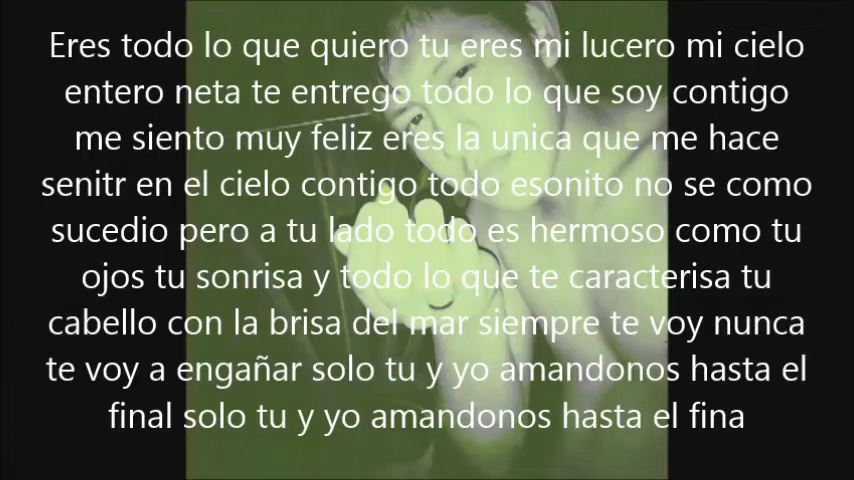 Eres todo lo que quiero tu eres mi lucero mi cielo
entero neta te entrego todo lo que soy contigo
me siento muy feliz eres la unica que me hace
senitr en el cielo contigo todo esonito no se como
sucedio pero a tu lado todo es hermoso como tu
ojos tu sonrisa y todo lo que te caracterisa tu
cabello con la brisa del mar siempre te voy nunca
te voy a engañar solo tu y yo amandonos hasta el
final solo tu y yo amandonos hasta el fina